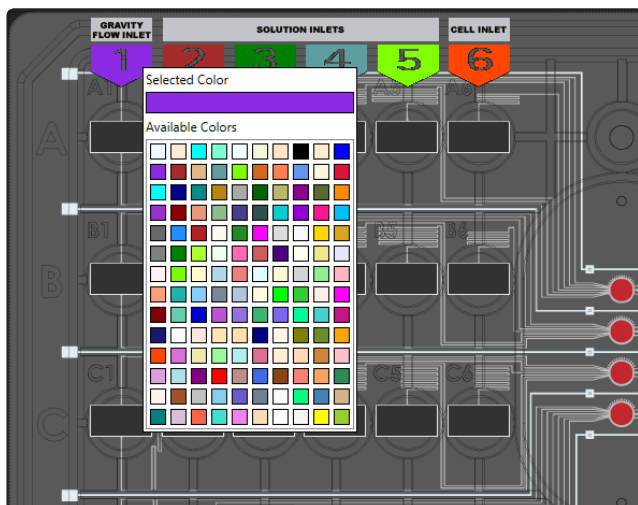 GRAVITY
FLOW INLET
SOLUTION INLETS
CELL INLET
1
2
3
4
5
6
Selected Color
Available Colors
A1
A6
A
B1
B5
B6
B
C1
C5
C6
C